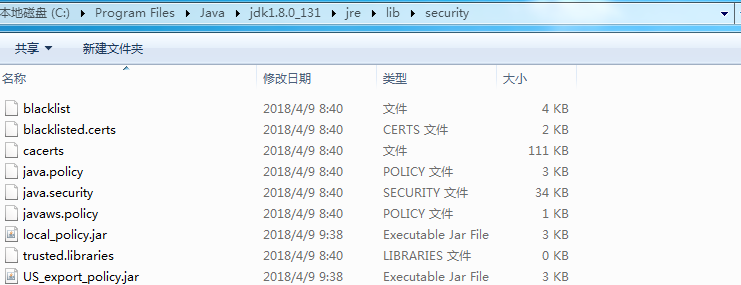 本地磁盘 (C:) Program Files Java jdk1.8.0_131 jre lib security
共享 新建文件夹
名称 修改日期 类型 大小
blacklist 2018/4/9 8:40 文件 4 KB
blacklisted.certs 2018/4/9 8:40 CERTS 文件 2 KB
cacerts 2018/4/9 8:40 文件 111 KB
java.policy 2018/4/9 8:40 POLICY 文件 3 KB
java.security 2018/4/9 8:40 SECURITY 文件 34 KB
javaws.policy 2018/4/9 8:40 POLICY 文件 1 KB
local_policy.jar 2018/4/9 9:38 Executable Jar File 3 KB
trusted.libraries 2018/4/9 8:40 LIBRARIES 文件 0 KB
US_export_policy.jar 2018/4/9 9:38 Executable Jar File 3 KB